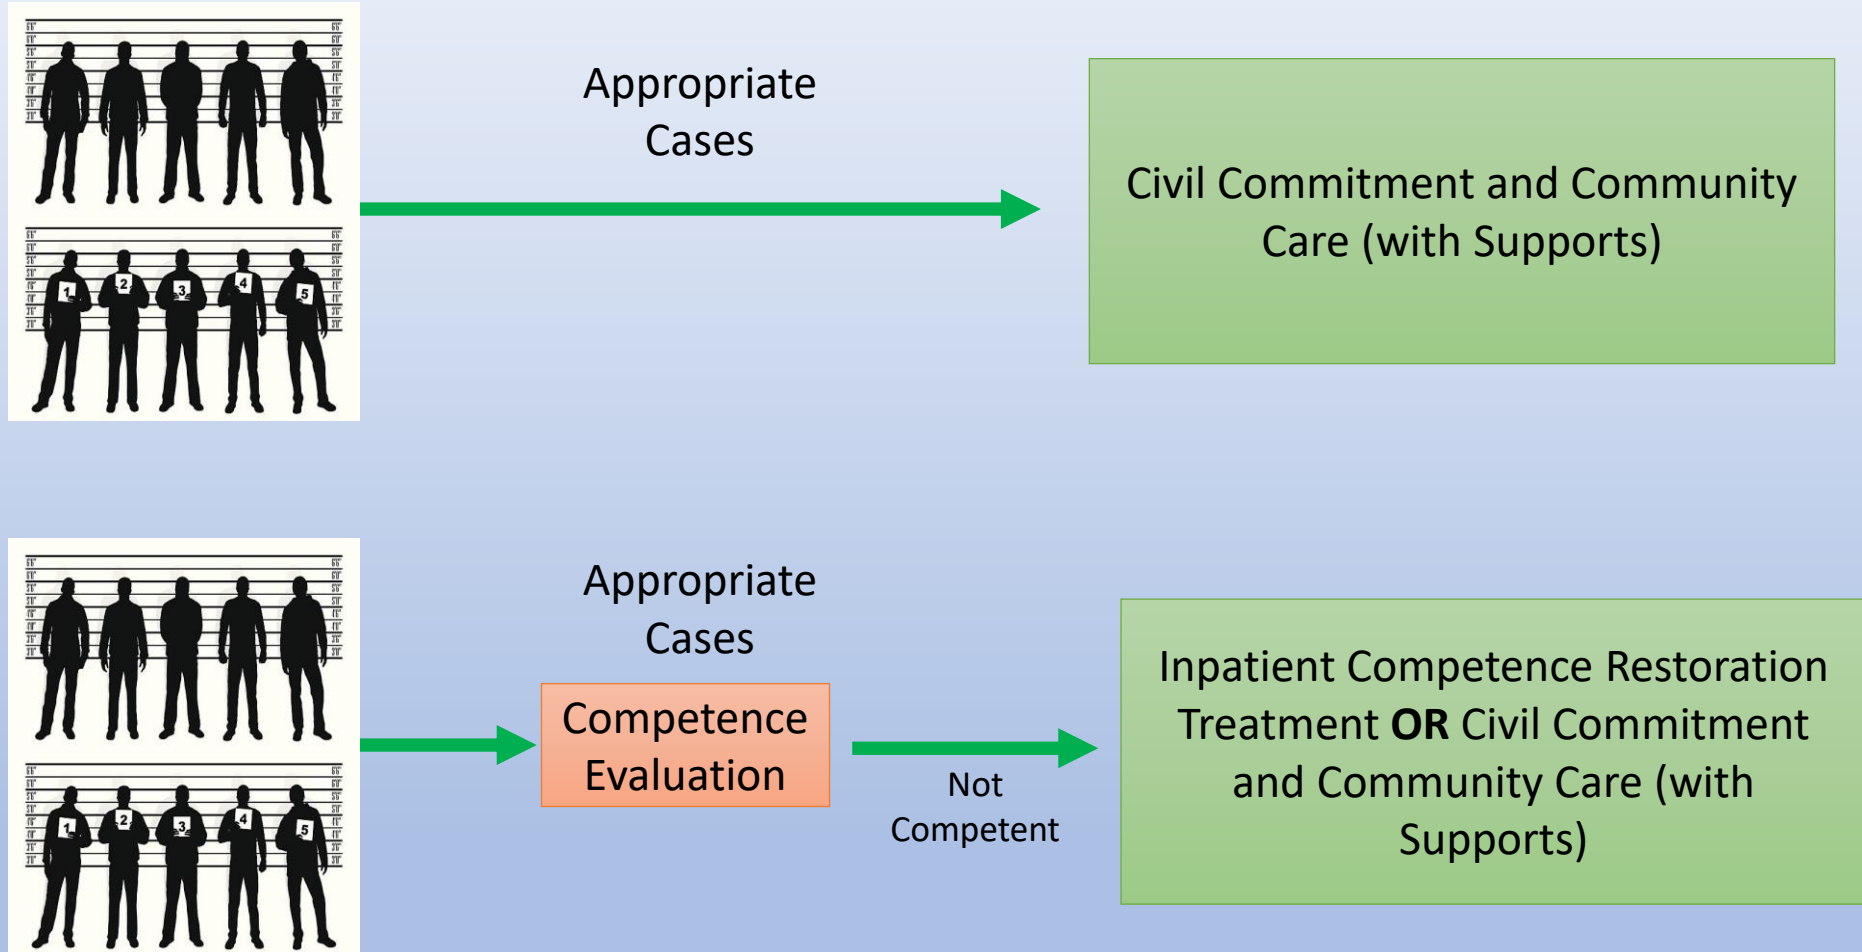 Appropriate
Cases
Civil Commitment and Community
Care (with Supports)
1
2
3
4
5
Appropriate
Cases
Competence
Evaluation
Not
Competent
Inpatient Competence Restoration
Treatment OR Civil Commitment
and Community Care (with
Supports)
1
2
3
4
5